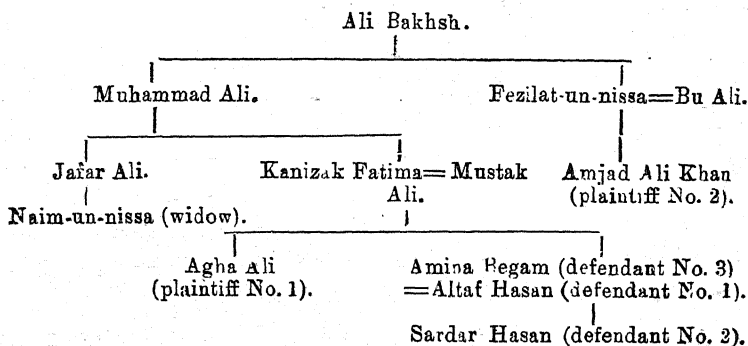 Ali Bakhsh.
Muhammad Ali. Fezilat-un-nissa=Bu Ali.
Jafar Ali. Kanizak Fatima= Mustak Amjad Ali Khan
Ali. (plaintiff No. 2).
Naim-un-nissa (widow).
Agha Ali Amina Begam (defendant No. 3)
(plaintiff No. 1). =Altaf Hasan (defendant No. 1).
Sardar Hasan (defendant No. 2).